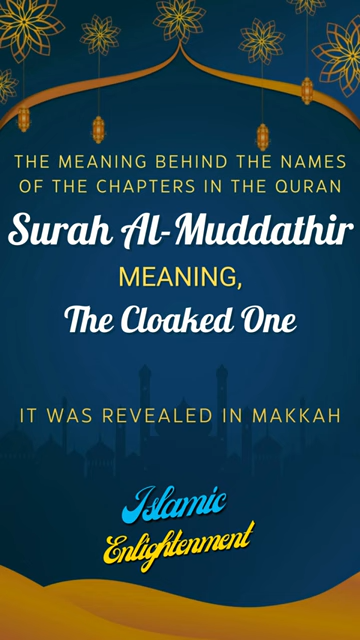 THE MEANING BEHIND THE NAMES
OF THE CHAPTERS IN THE QURAN
Surah Al-Muddathir
MEANING,
The Cloaked One
IT WAS REVEALED IN MAKKAH
Islamic
Enlightenment